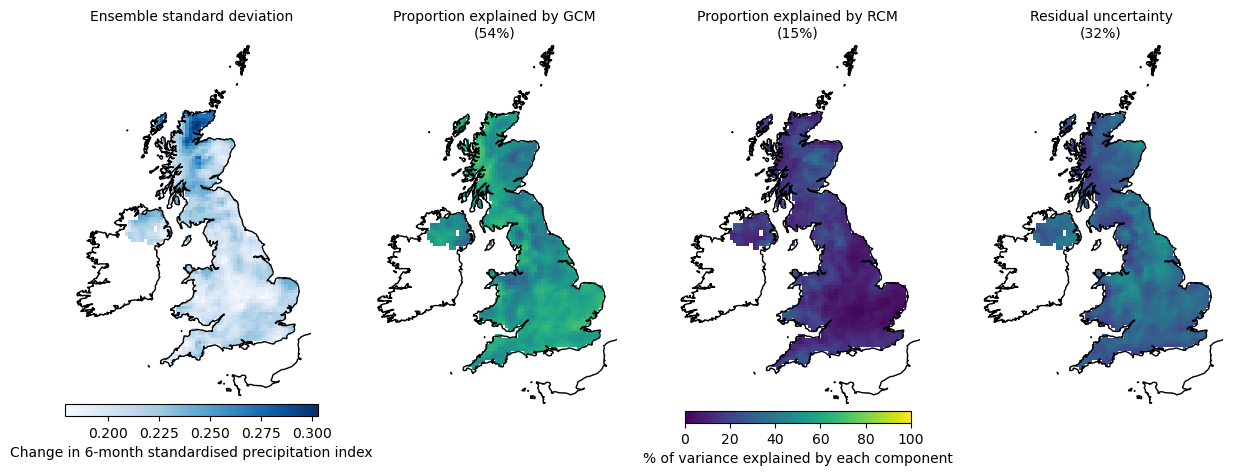 Ensemble standard deviation
Proportion explained by GCM
(54%)
Proportion explained by RCM
(15%)
Residual uncertainty
(32%)
0.200 0.225 0.250 0.275 0.300
Change in 6-month standardised precipitation index
0 20 40 60 80 100
% of variance explained by each component